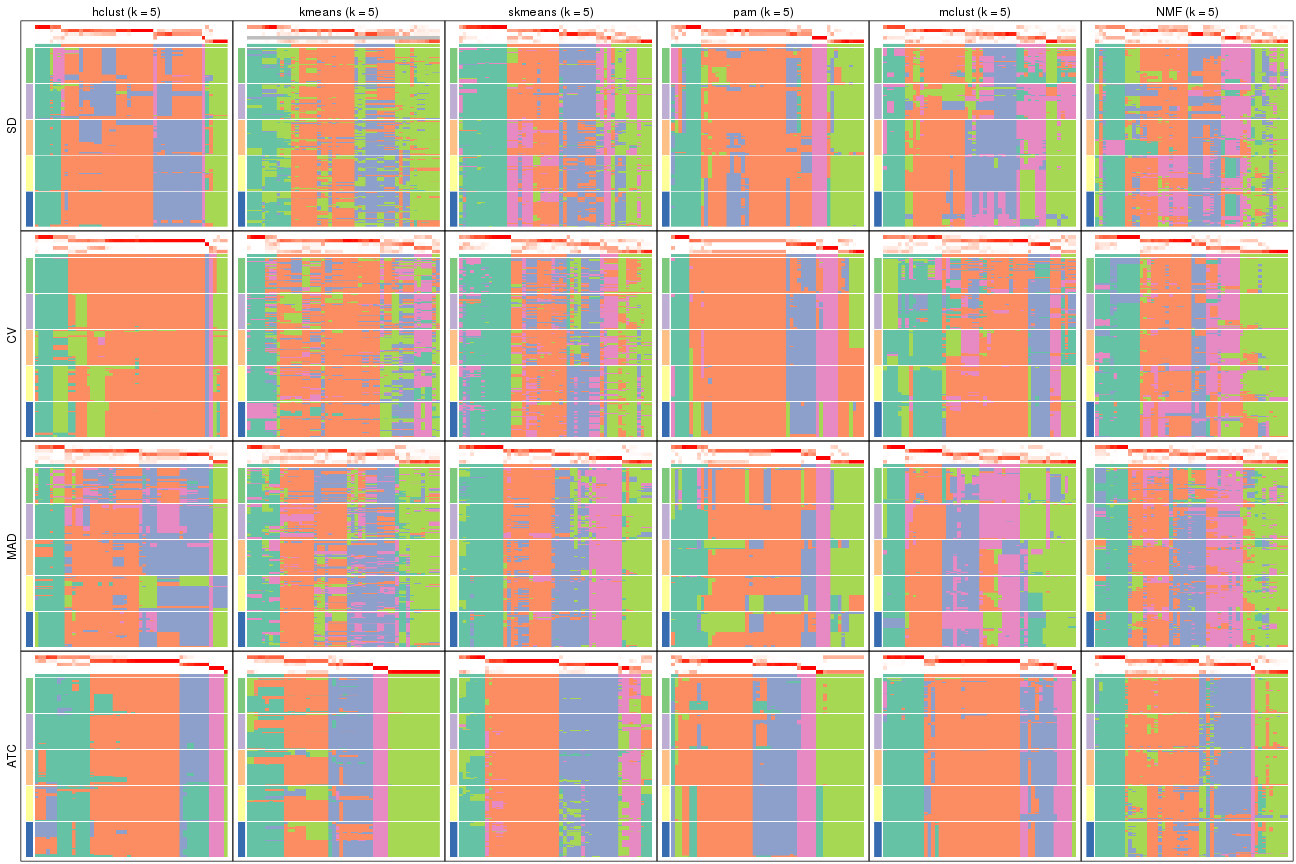 hclust (k = 5) kmeans (k = 5) skmeans (k = 5) pam (k = 5) mclust (k = 5) NMF (k = 5)
SD
CV
MAD
ATC